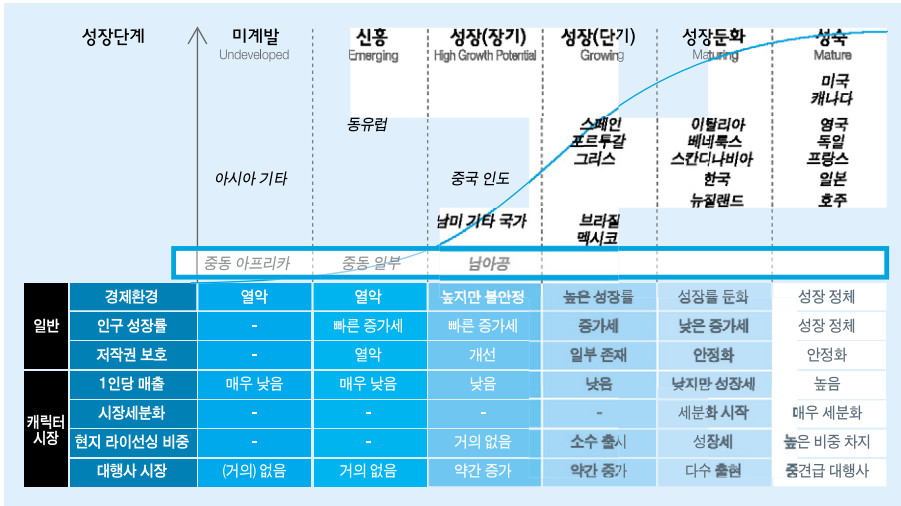 성장단계 미계발 신흥 성장(장기) 성장(단기) 성장둔화 성숙
Undeveloped Emerging High Growth Potential Growing Maturing Mature
미국
캐나다
동유럽 스페인 이탈리아 영국
포르투갈 베네룩스 독일
그리스 스칸디나비아 프랑스
아시아 기타 중국 인도 한국 일본
뉴질랜드 호주
남미 기타 국가 브라질
멕시코
중동 아프리카 중동 일부 남아공
일반
경제환경 열악 열악 높지만 불안정 높은 성장률 성장률 둔화 성장 정체
인구 성장률 - 빠른 증가세 빠른 증가세 증가세 낮은 증가세 성장 정체
저작권 보호 - 열악 개선 일부 존재 안정화 안정화
캐릭터
시장
1인당 매출 매우 낮음 매우 낮음 낮음 낮음 낮지만 성장세 높음
시장세분화 - - - - 세분화 시작 매우 세분화
현지 라이선싱 비중 - - 거의 없음 소수 출시 성장세 높은 비중 차지
대행사 시장 (거의) 없음 거의 없음 약간 증가 약간 증가 다수 출현 중견급 대행사